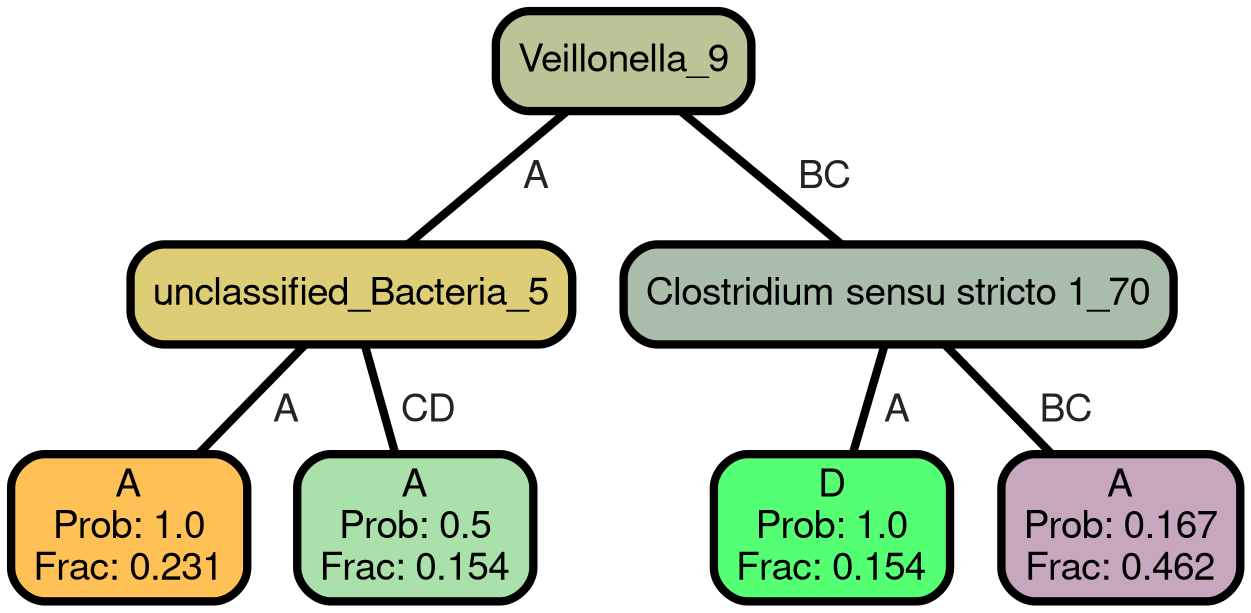 Veillonella_9
A
BC
unclassified_Bacteria_5
Clostridium sensu stricto 1_70
A
CD
A
BC
A
Prob: 1.0
Frac: 0.231
A
Prob: 0.5
Frac: 0.154
D
Prob: 1.0
Frac: 0.154
A
Prob: 0.167
Frac: 0.462